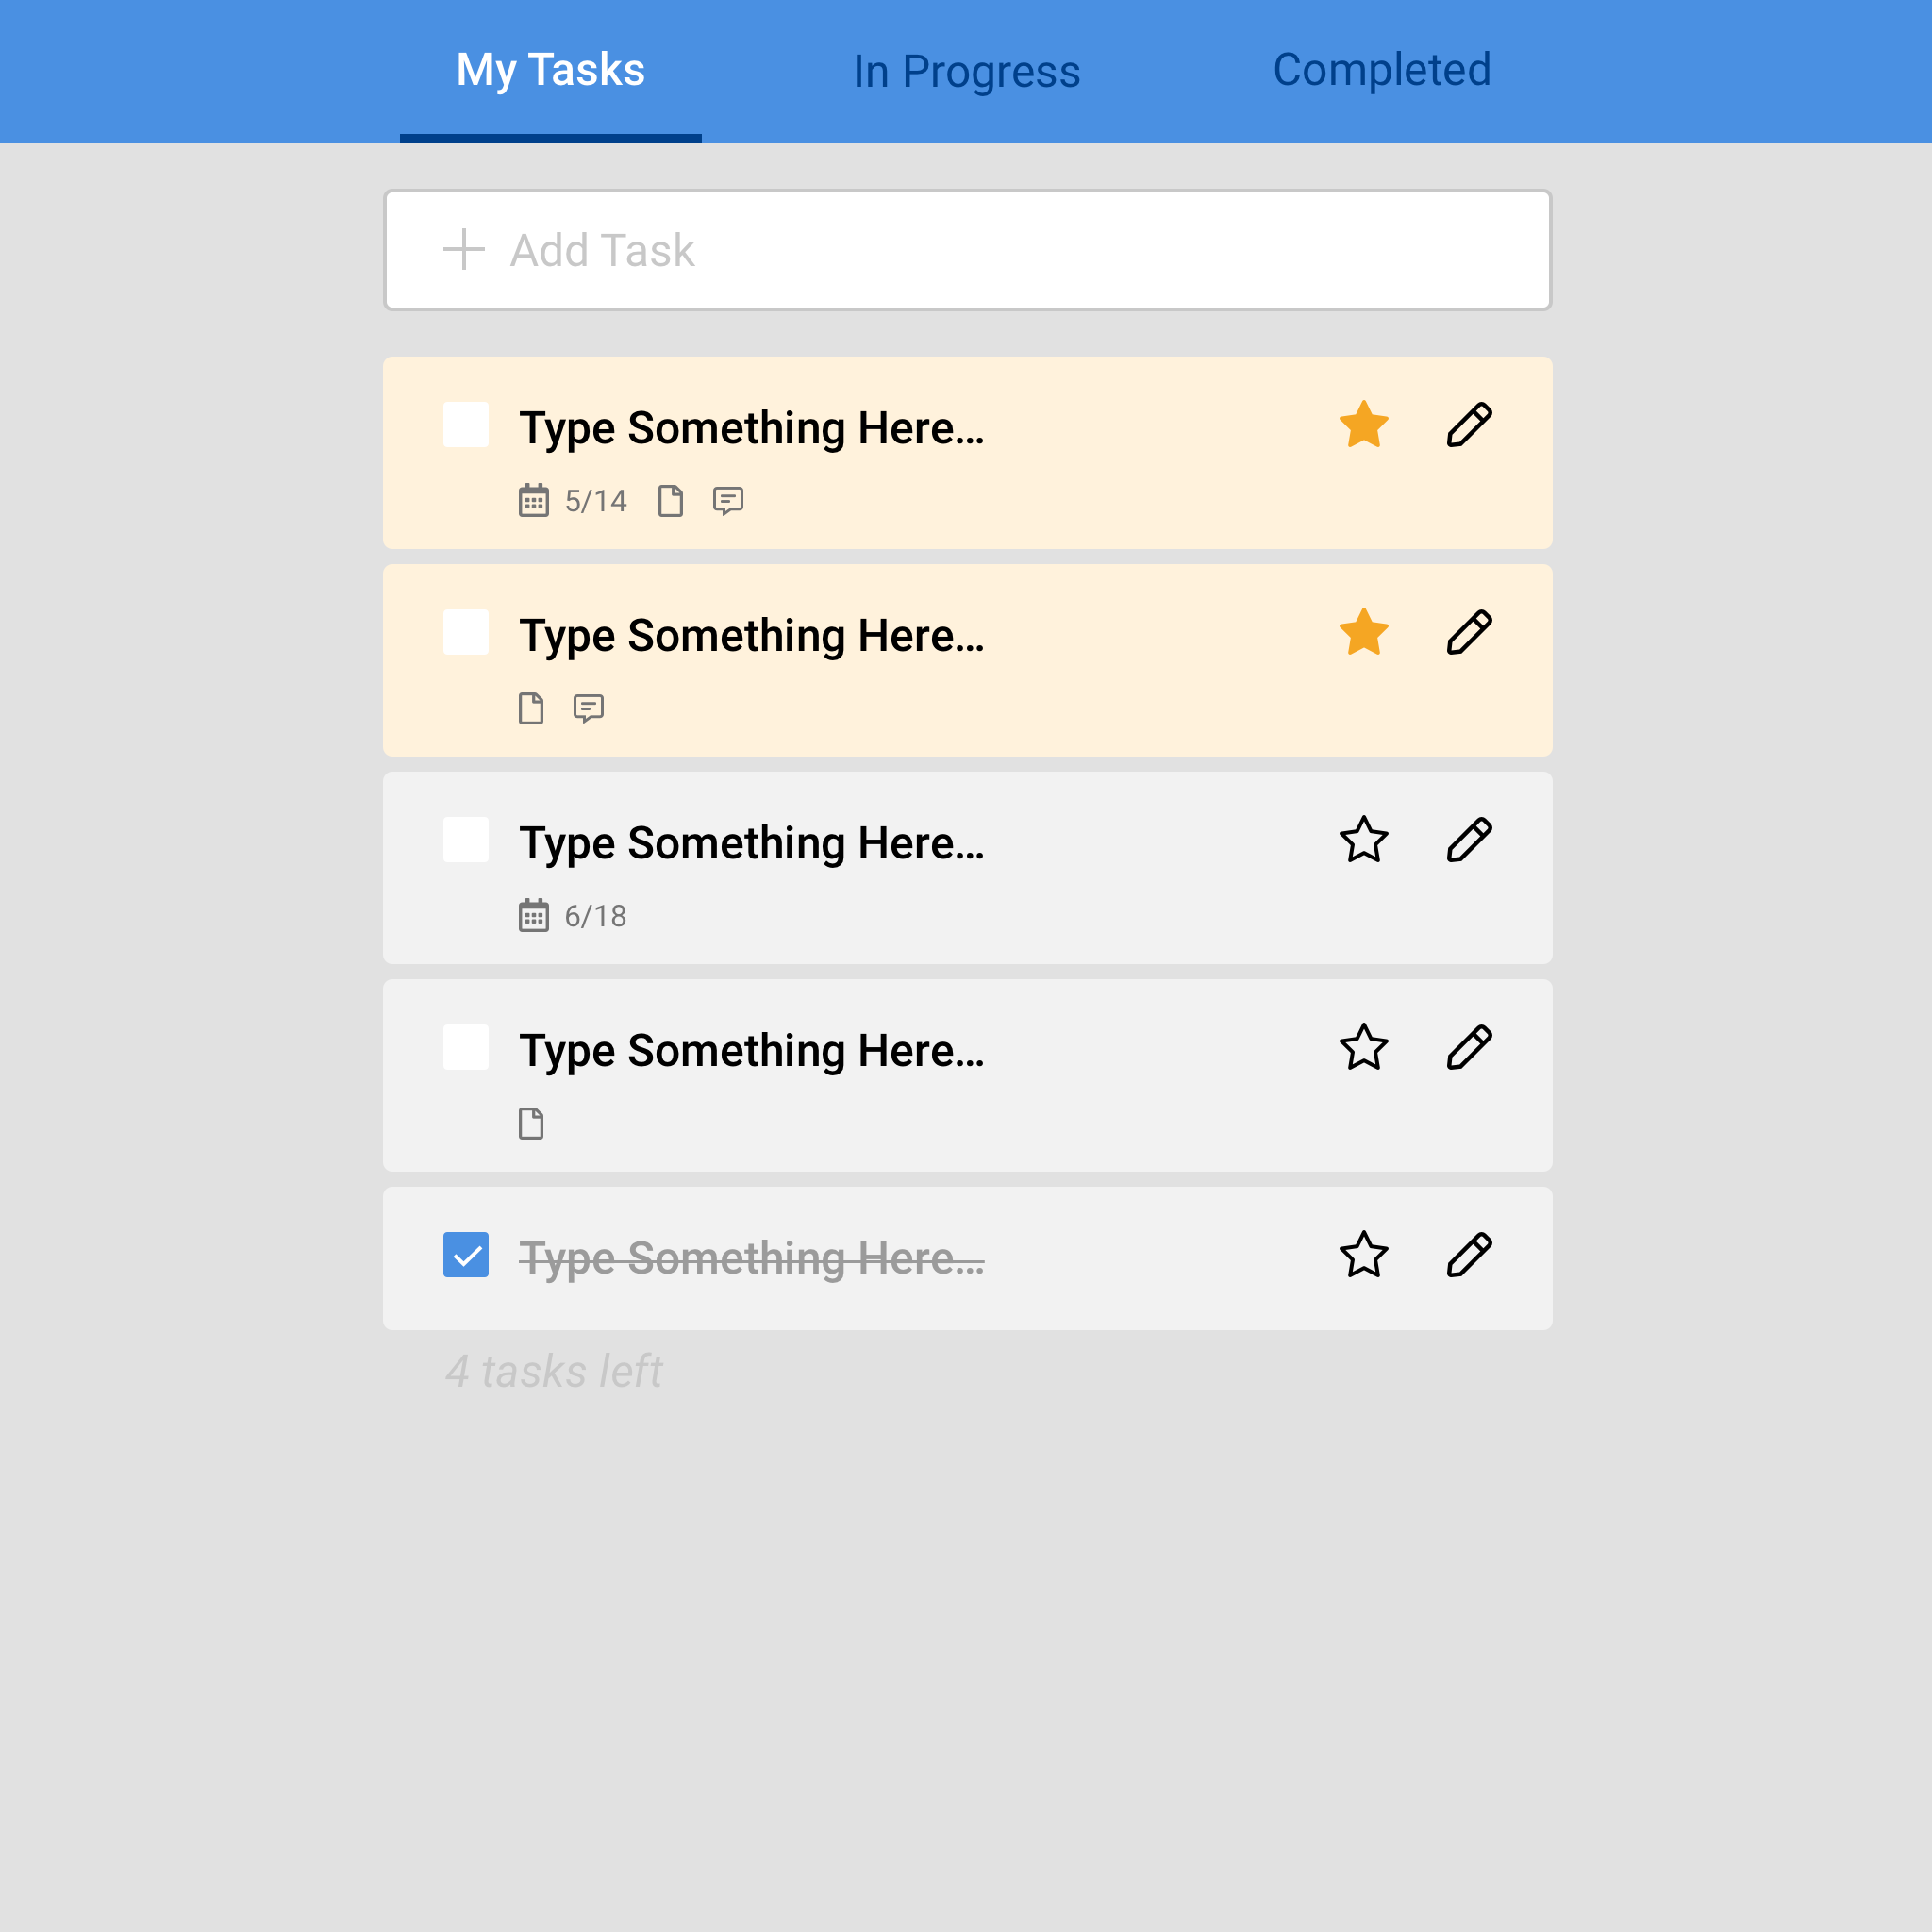 My Tasks In Progress Completed
Add Task
Type Something Here…
5/14
Type Something Here…
Type Something Here…
6/18
Type Something Here…
Type Something Here…
4 tasks left